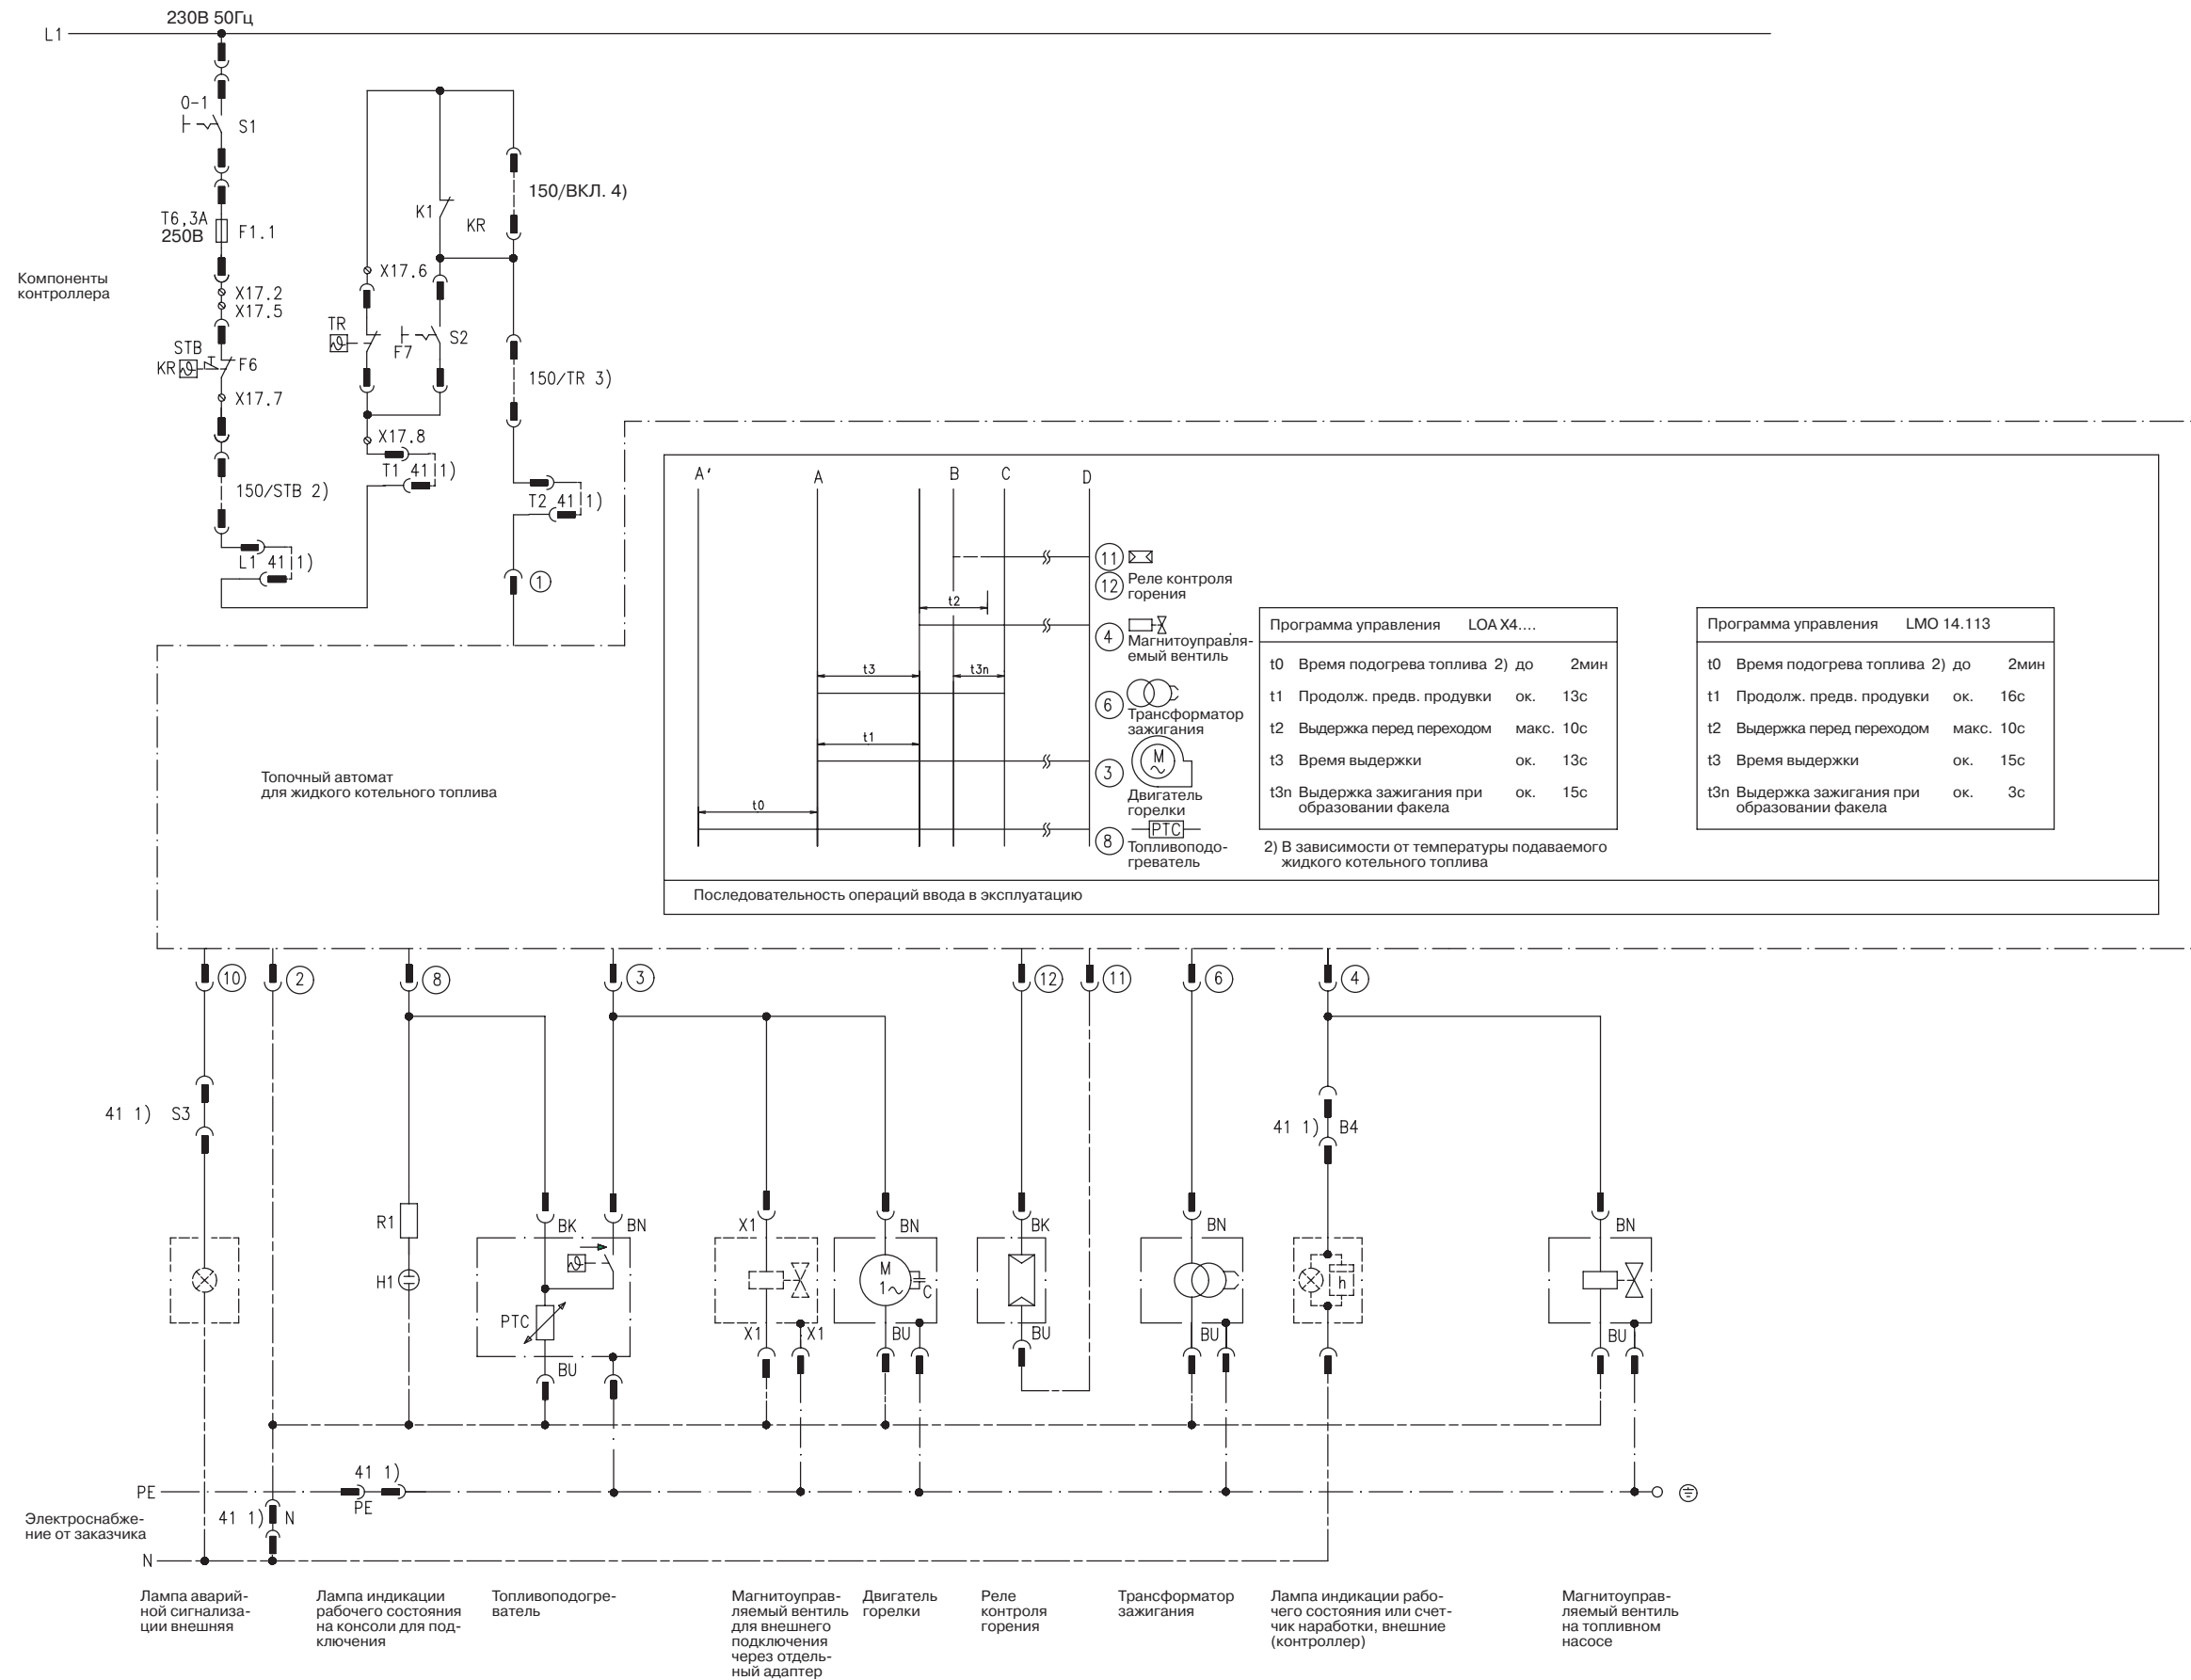 230В 50Гц
L1
0-1
S1
T6,3A
250В
F1.1
Компоненты
контроллера
X17.2
X17.5
STB
KR
F6
X17.7
150/STB 2)
L1 41 1)
K1
KR
150/ВКЛ. 4)
X17.6
TR
F7
S2
150/TR 3)
X17.8
T1 41 1)
T2 41 1)
1
Топочный автомат
для жидкого котельного топлива
A'
A
B
C
D
t2
t3
t3n
t1
t0
11
12
Реле контроля
горения
4
Магнитоуправля-
емый вентиль
6
Трансформатор
зажигания
3
M
Двигатель
горелки
8
PTC
Топливоподо-
греватель
Программа управления LOA X4....
t0 Время подогрева топлива 2) до 2мин
t1 Продолж. предв. продувки ок. 13с
t2 Выдержка перед переходом макс. 10с
t3 Время выдержки ок. 13с
t3n Выдержка зажигания при ок. 15с
образовании факела
2) В зависимости от температуры подаваемого
жидкого котельного топлива
Программа управления LMO 14.113
t0 Время подогрева топлива 2) до 2мин
t1 Продолж. предв. продувки ок. 16с
t2 Выдержка перед переходом макс. 10с
t3 Время выдержки ок. 15с
t3n Выдержка зажигания при ок. 3с
образовании факела
Последовательность операций ввода в эксплуатацию
10
2
8
3
12
11
6
4
41 1) S3
41 1) B4
R1
H1
BK
BN
PTC
BU
X1
X1
X1
BN
M
1
C
BU
BK
BU
BN
BU
h
BN
BU
PE
41 1)
PE
Электроснабже-
ние от заказчика
41 1) N
N
Лампа аварий-
ной сигнализа-
ции внешняя
Лампа индикации
рабочего состояния
на консоли для под-
ключения
Топливоподогре-
ватель
Магнитоуправ-
ляемый вентиль
для внешнего
подключения
через отдель-
ный адаптер
Двигатель
горелки
Реле
контроля
горения
Трансформатор
зажигания
Лампа индикации рабо-
чего состояния или счет-
чик наработки, внешние
(контроллер)
Магнитоуправ-
ляемый вентиль
на топливном
насосе